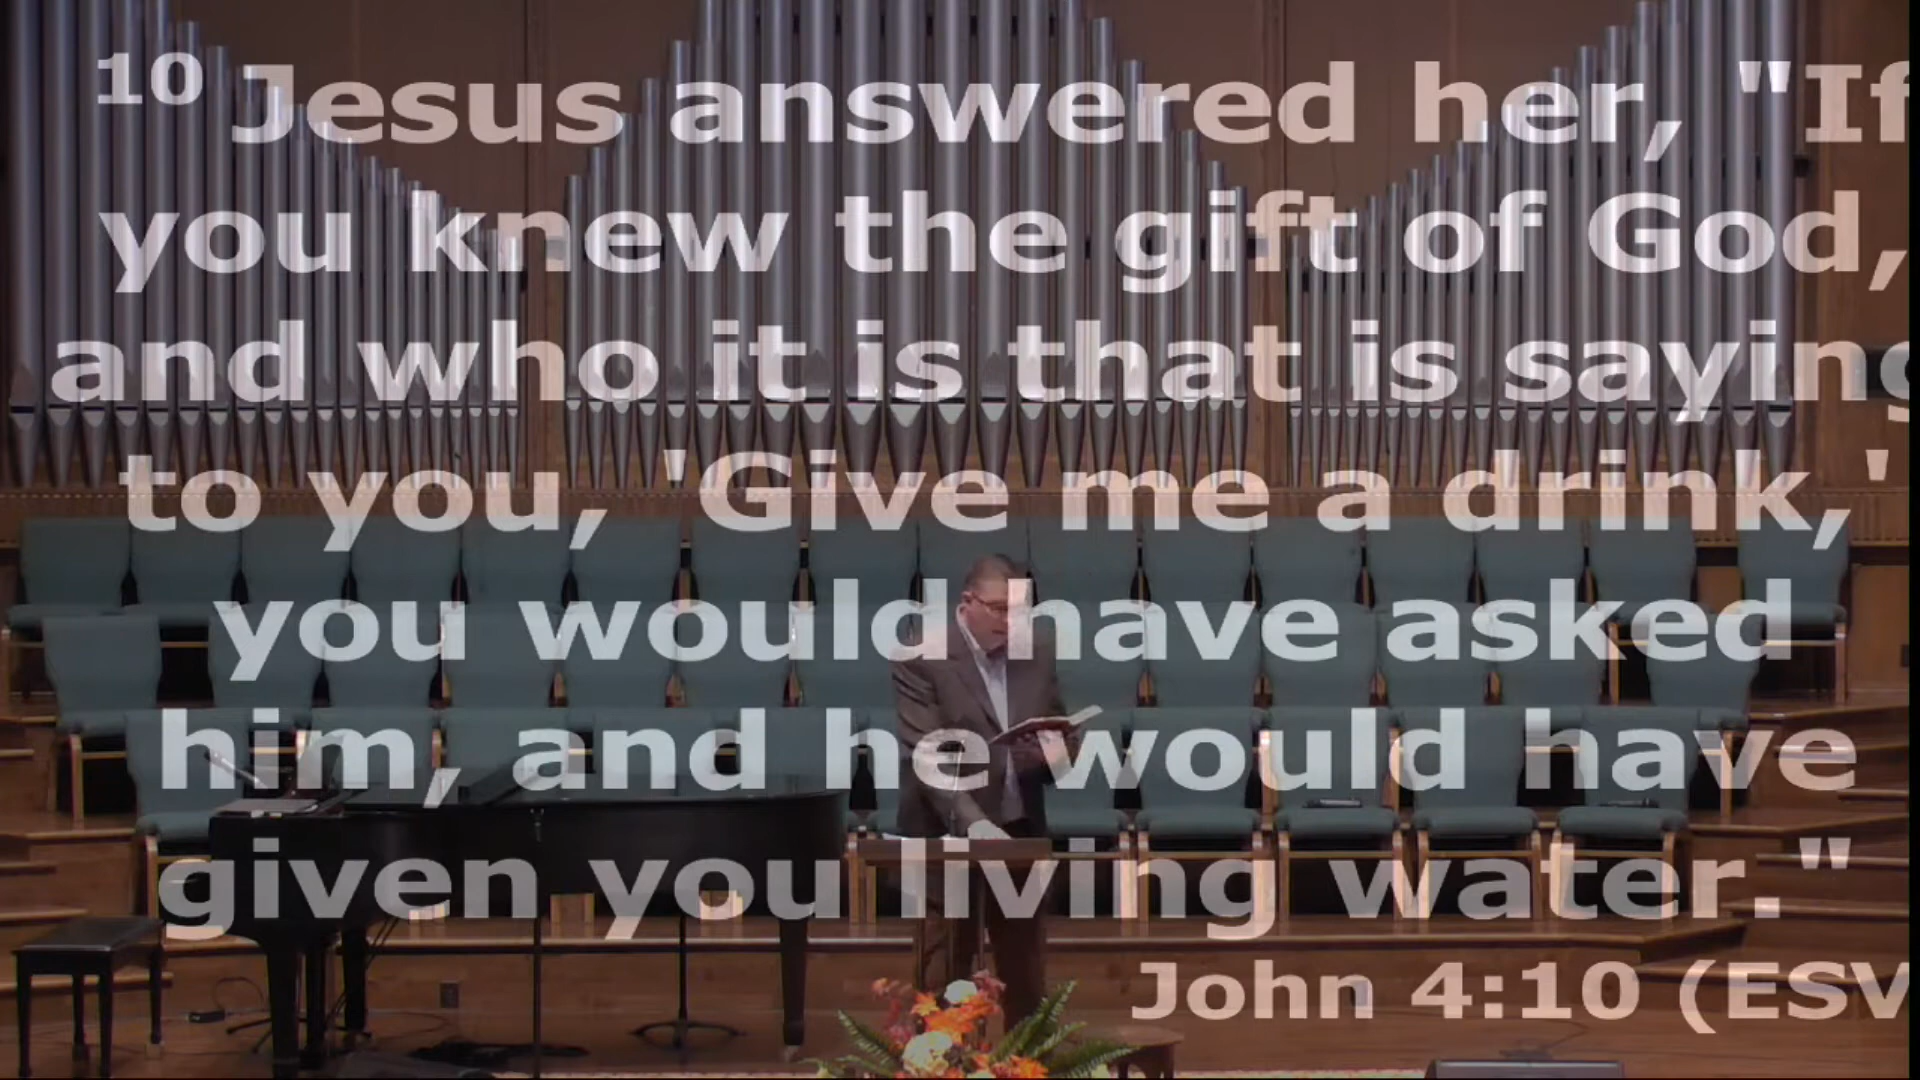 10 Jesus answered her, "If
you knew the gift of God,
and who it is that is saying
to you, 'Give me a drink,'
you would have asked
him, and he would have
given you living water."
John 4:10 (ESV